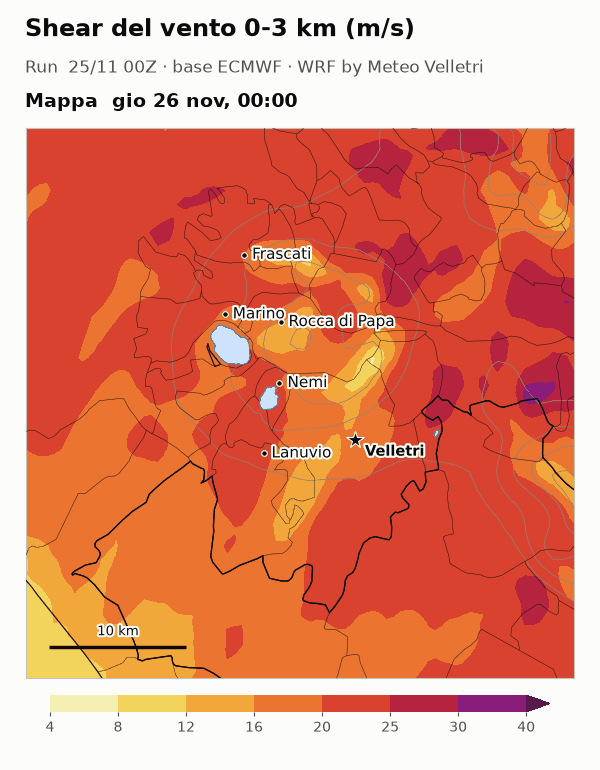 Shear del vento 0-3 km (m/s)
Run  25/11 00Z · base ECMWF · WRF by Meteo Velletri
Mappa  gio 26 nov, 00:00
Frascati
Marino
Rocca di Papa
Nemi
Velletri
Lanuvio
10 km
4 8 12 16 20 25 30 40